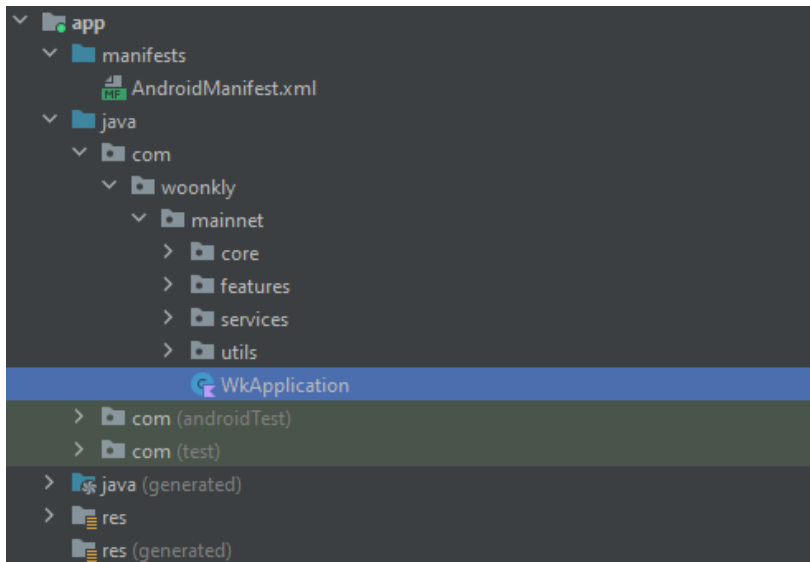 app
manifests
MF AndroidManifest.xml
java
com
woonkly
mainnet
core
features
services
utils
WkApplication
com (androidTest)
com (test)
java (generated)
res
res (generated)